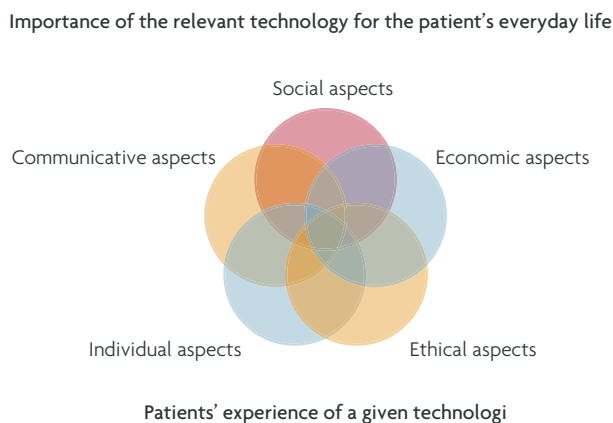 Importance of the relevant technology for the patient's everyday life
Social aspects
Communicative aspects
Economic aspects
Individual aspects
Ethical aspects
Patients' experience of a given technologi